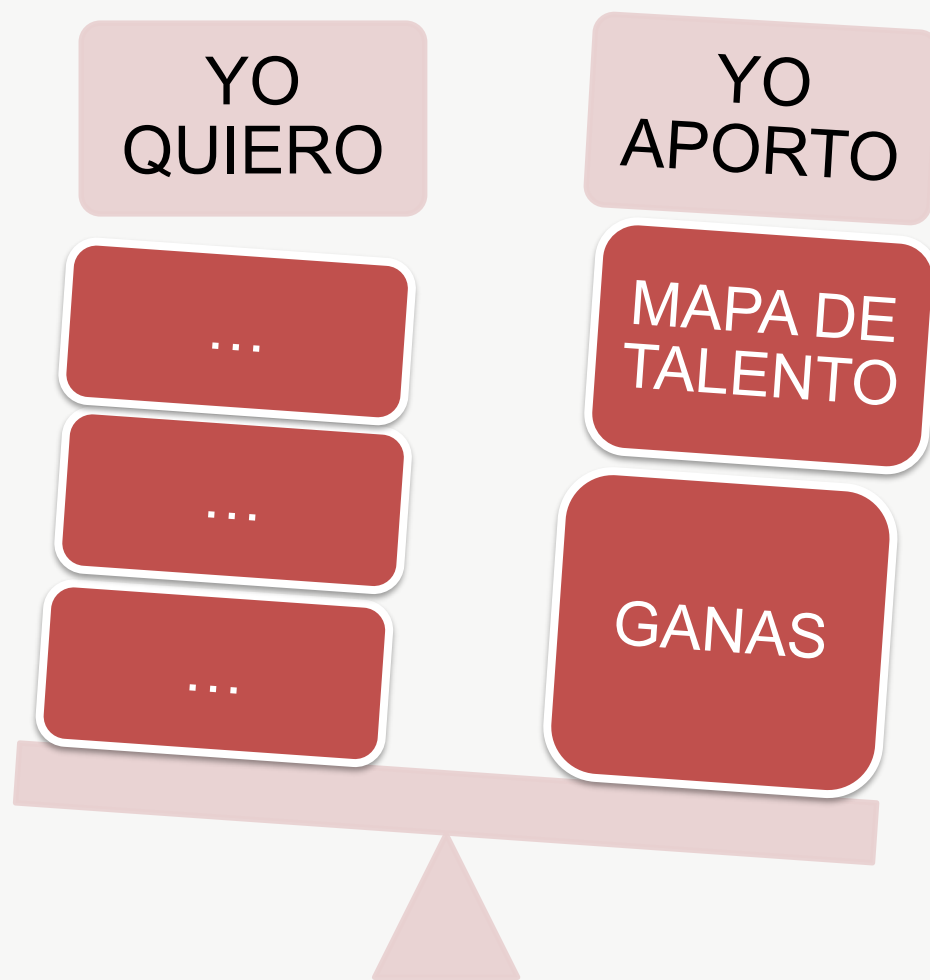 YO
QUIERO
...
...
...
YO
APORTO
MAPA DE
TALENTO
GANAS